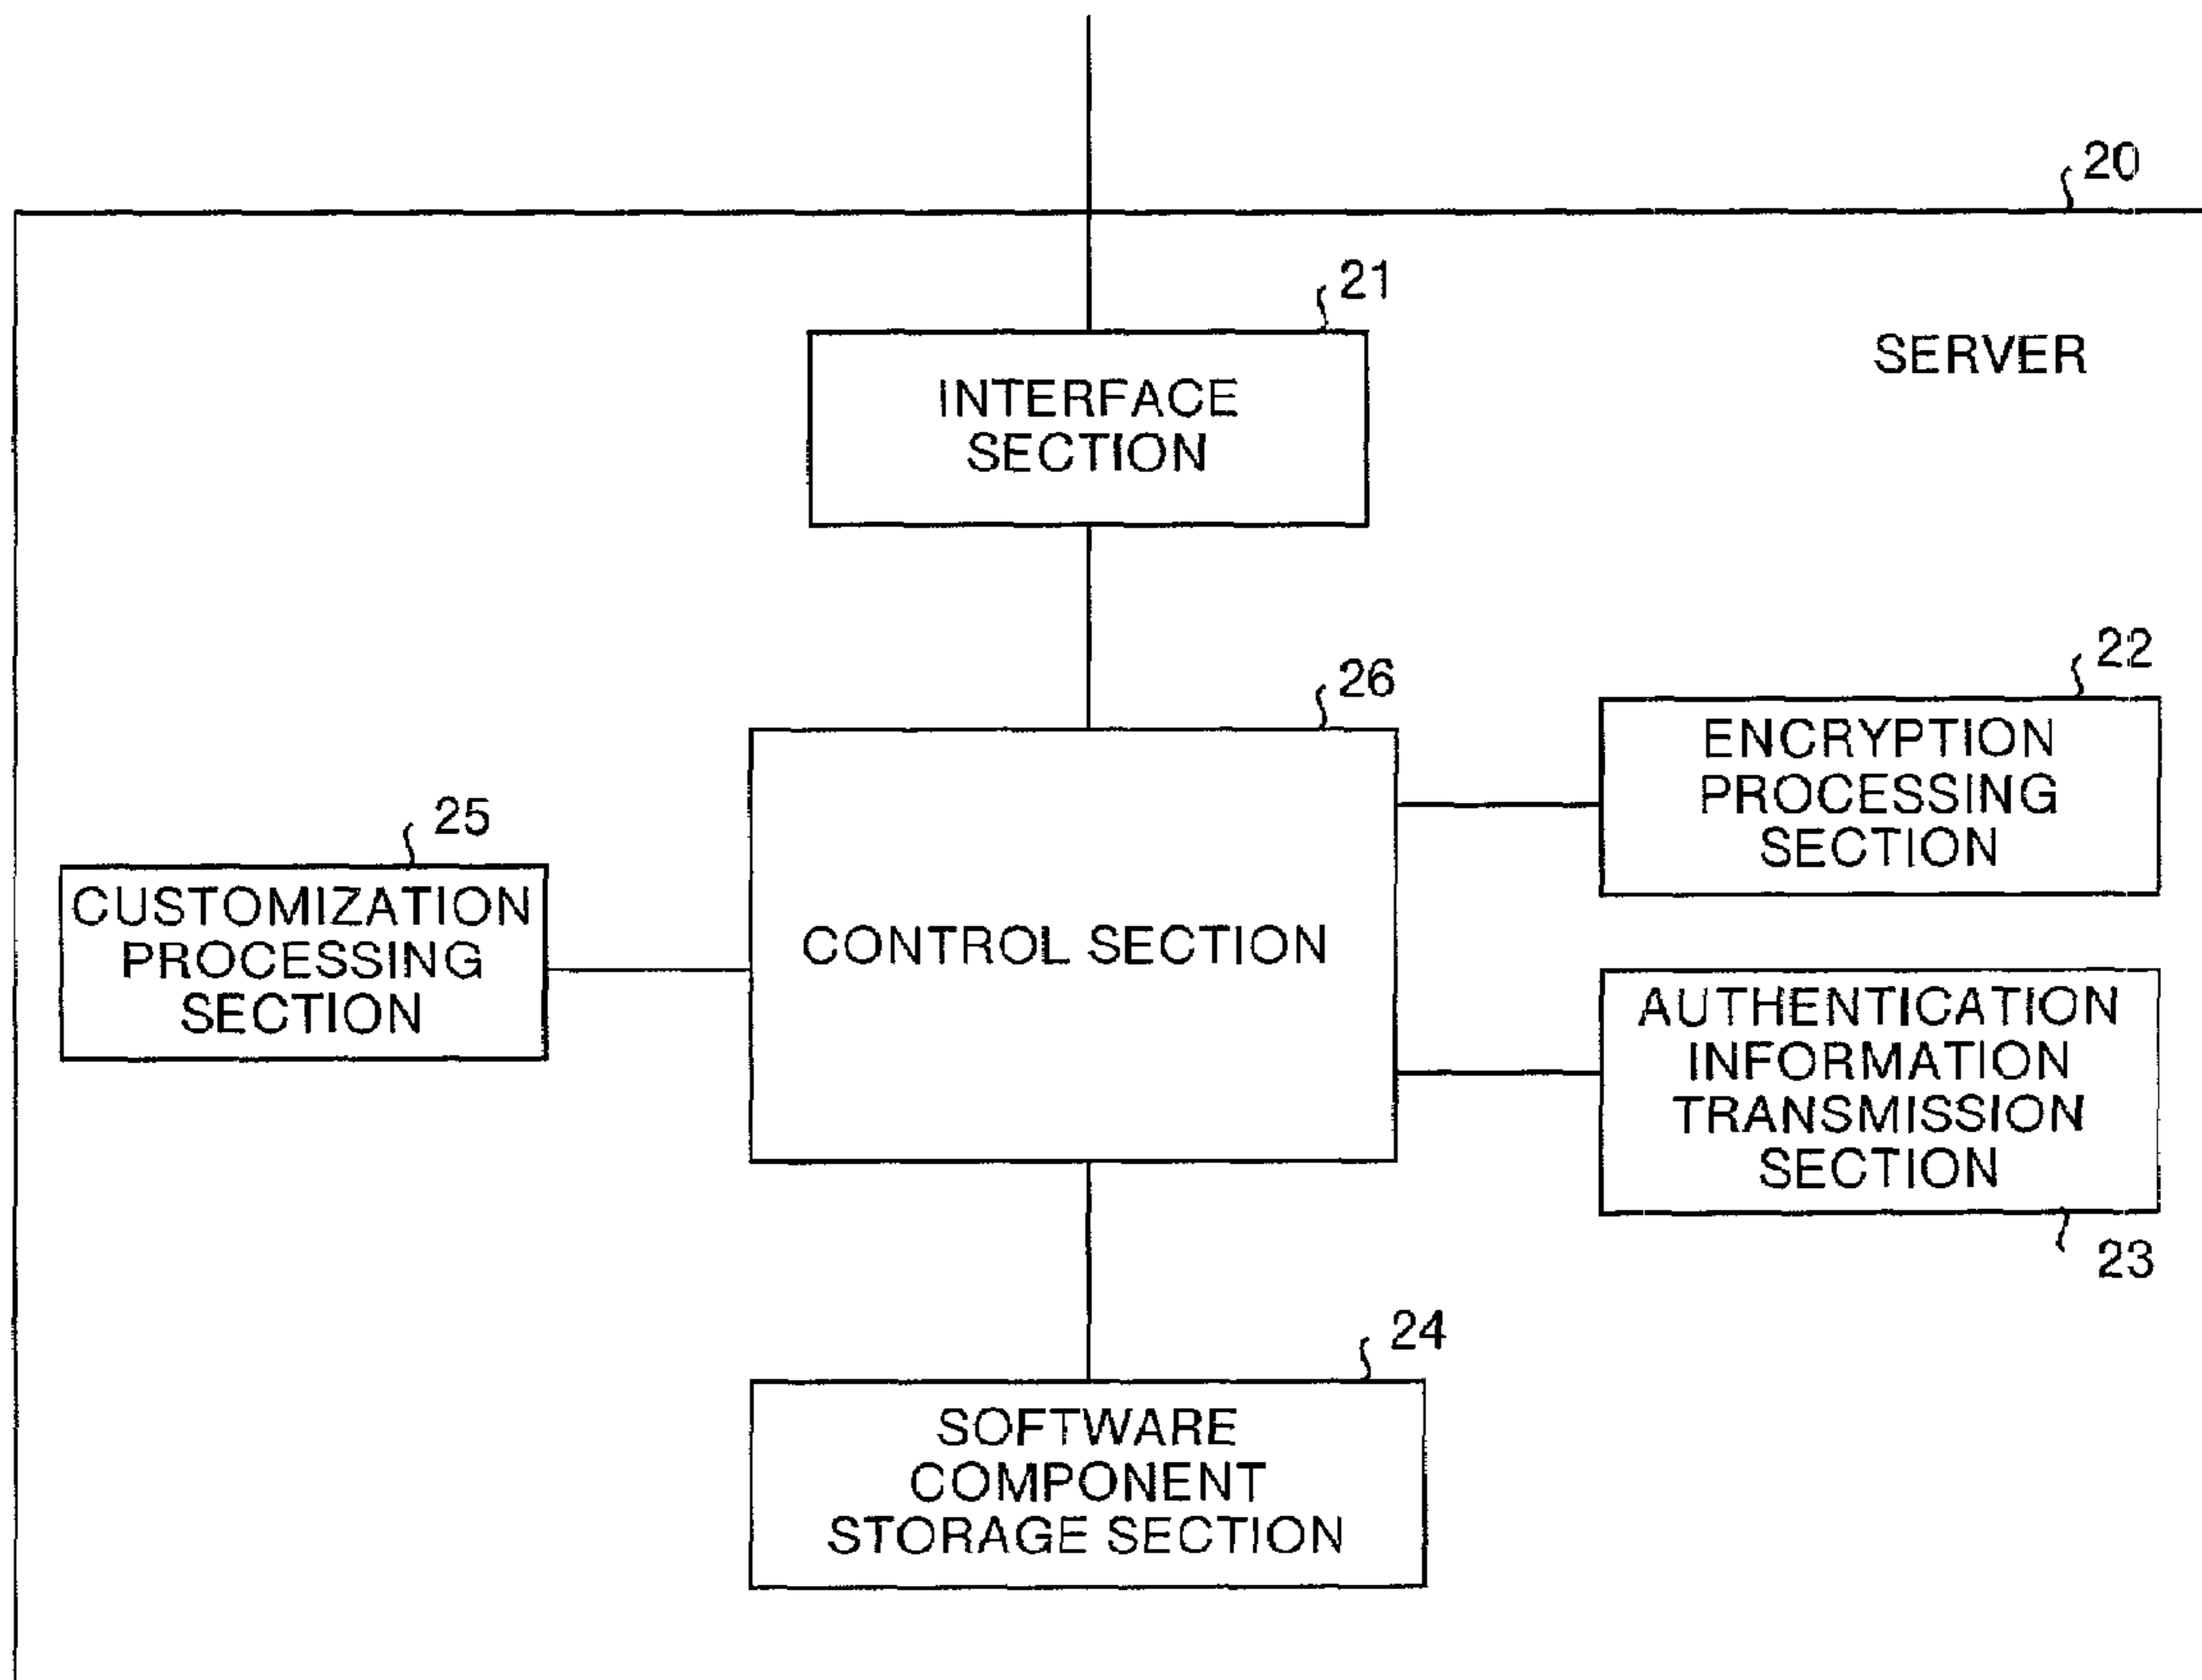 20
21
SERVER
INTERFACE
SECTION
22
26
ENCRYPTION
PROCESSING
SECTION
25
CUSTOMIZATION
PROCESSING
SECTION
CONTROL SECTION
AUTHENTICATION
INFORMATION
TRANSMISSION
SECTION
23
24
SOFTWARE
COMPONENT
STORAGE SECTION